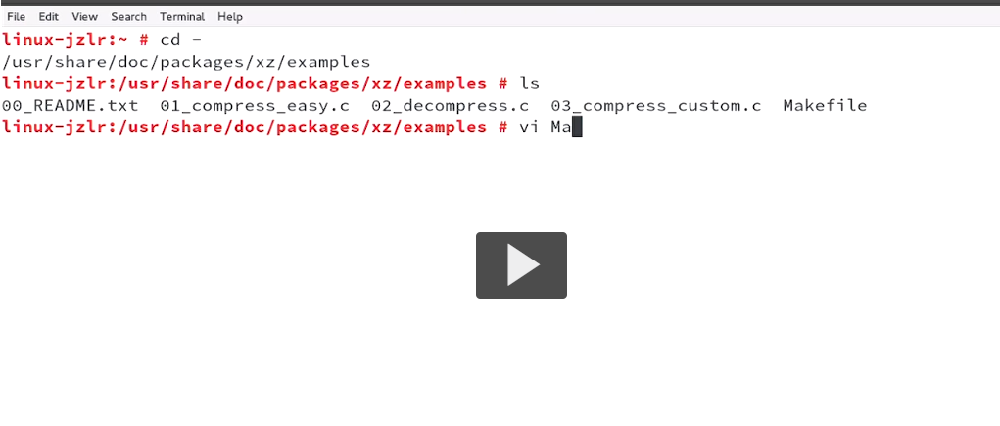 File Edit View Search Terminal Help
linux-jzlr:~ # cd -
/usr/share/doc/packages/xz/examples
linux-jzlr:/usr/share/doc/packages/xz/examples # ls
00_README.txt 01_compress_easy.c 02_decompress.c 03_compress_custom.c Makefile
linux-jzlr:/usr/share/doc/packages/xz/examples # vi Ma